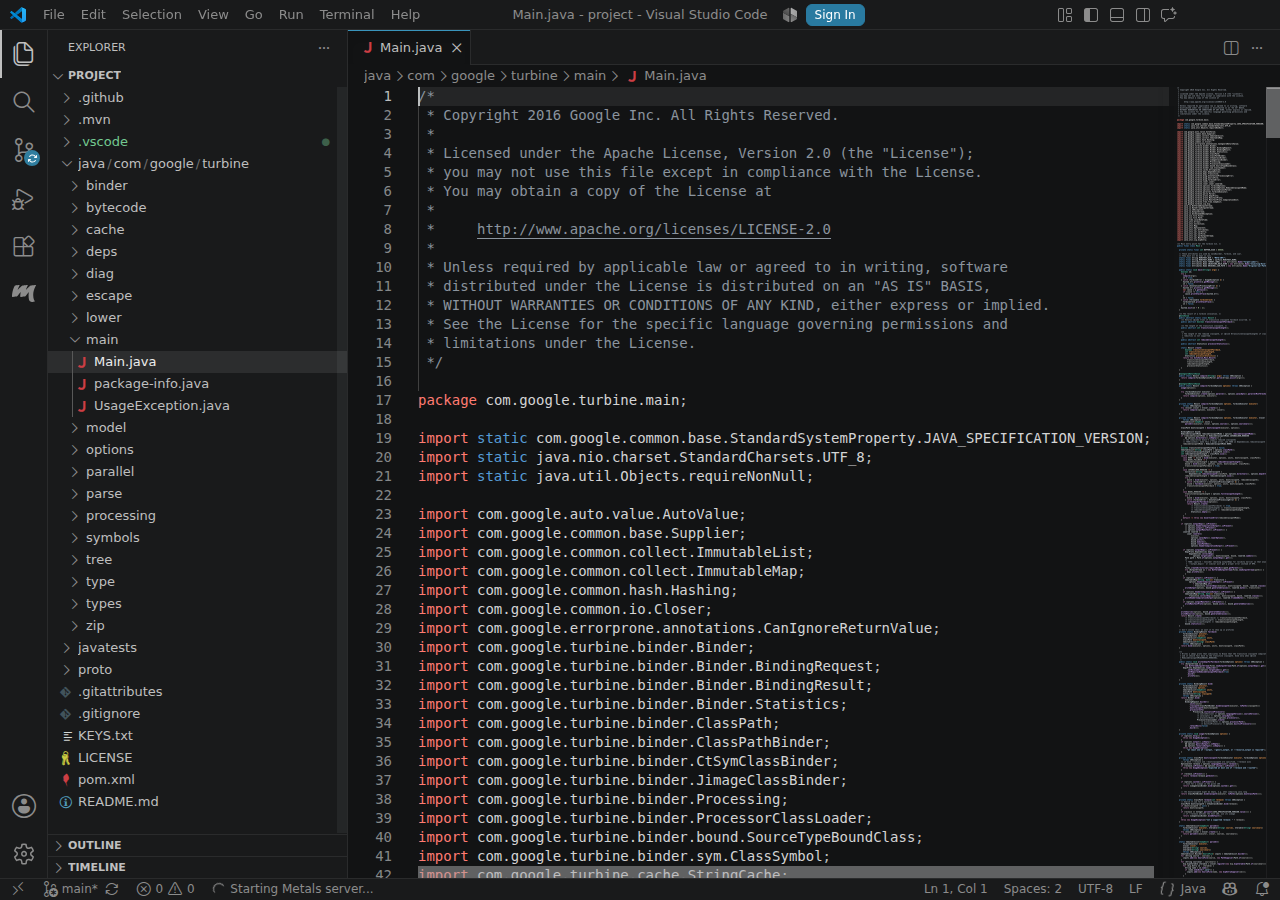 File Edit Selection View Go Run Terminal Help
Main.java - project - Visual Studio Code
Sign In
EXPLORER
PROJECT
.github
.mvn
.vscode
java/com/google/turbine
binder
bytecode
cache
deps
diag
escape
lower
main
Main.java
package-info.java
UsageException.java
model
options
parallel
parse
processing
symbols
tree
type
types
zip
javatests
proto
.gitattributes
.gitignore
KEYS.txt
LICENSE
pom.xml
README.md
OUTLINE
TIMELINE
Main.java
java > com > google > turbine > main > Main.java
1 /*
2 * Copyright 2016 Google Inc. All Rights Reserved.
3 *
4 * Licensed under the Apache License, Version 2.0 (the "License");
5 * you may not use this file except in compliance with the License.
6 * You may obtain a copy of the License at
7 *
8 * http://www.apache.org/licenses/LICENSE-2.0
9 *
10 * Unless required by applicable law or agreed to in writing, software
11 * distributed under the License is distributed on an "AS IS" BASIS,
12 * WITHOUT WARRANTIES OR CONDITIONS OF ANY KIND, either express or implied.
13 * See the License for the specific language governing permissions and
14 * limitations under the License.
15 */
16
17 package com.google.turbine.main;
18
19 import static com.google.common.base.StandardSystemProperty.JAVA_SPECIFICATION_VERSION;
20 import static java.nio.charset.StandardCharsets.UTF_8;
21 import static java.util.Objects.requireNonNull;
22
23 import com.google.auto.value.AutoValue;
24 import com.google.common.base.Supplier;
25 import com.google.common.collect.ImmutableList;
26 import com.google.common.collect.ImmutableMap;
27 import com.google.common.hash.Hashing;
28 import com.google.common.io.Closer;
29 import com.google.errorprone.annotations.CanIgnoreReturnValue;
30 import com.google.turbine.binder.Binder;
31 import com.google.turbine.binder.Binder.BindingRequest;
32 import com.google.turbine.binder.Binder.BindingResult;
33 import com.google.turbine.binder.Binder.Statistics;
34 import com.google.turbine.binder.ClassPath;
35 import com.google.turbine.binder.ClassPathBinder;
36 import com.google.turbine.binder.CtSymClassBinder;
37 import com.google.turbine.binder.JimageClassBinder;
38 import com.google.turbine.binder.Processing;
39 import com.google.turbine.binder.ProcessorClassLoader;
40 import com.google.turbine.binder.bound.SourceTypeBoundClass;
41 import com.google.turbine.binder.sym.ClassSymbol;
42 import com.google.turbine.cache.StringCache;
main* 0 0 Starting Metals server... Ln 1, Col 1 Spaces: 2 UTF-8 LF {} Java